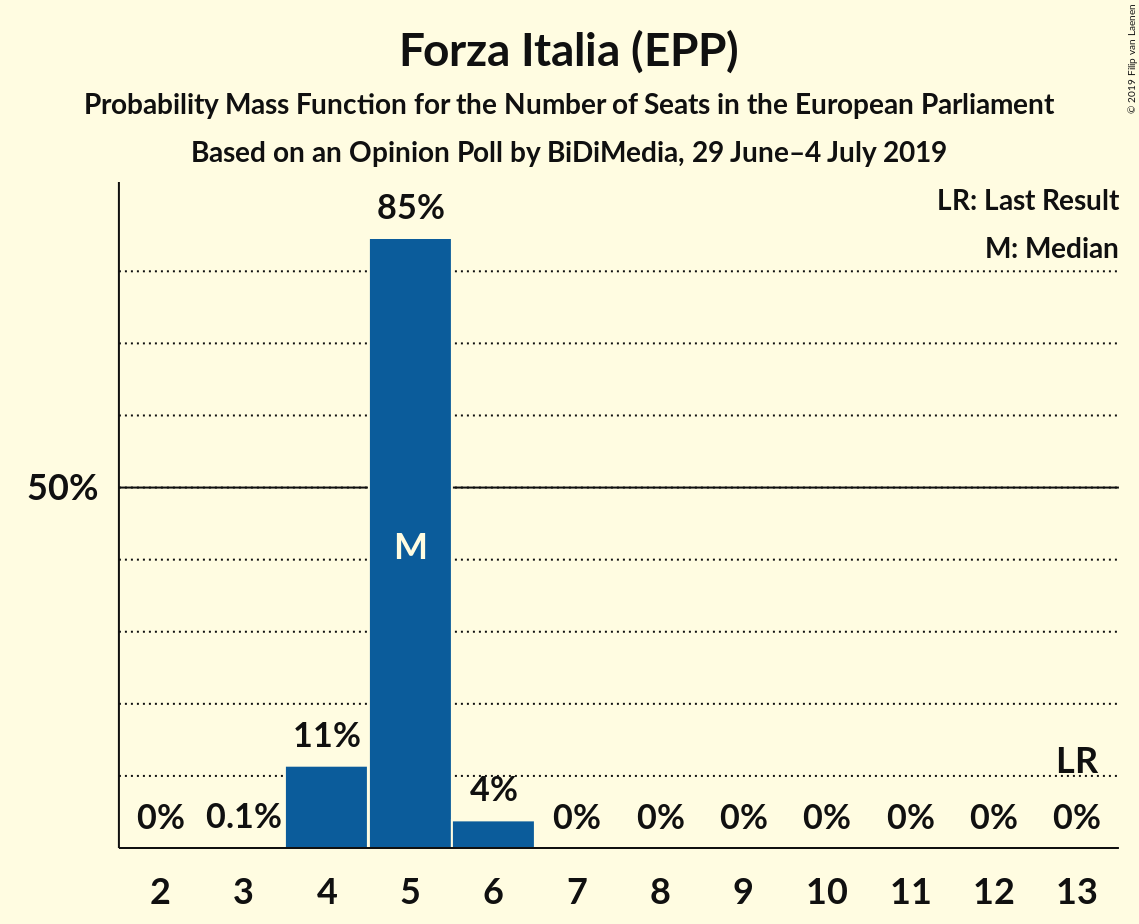 Forza Italia (EPP)
Probability Mass Function for the Number of Seats in the European Parliament
Based on an Opinion Poll by BiDiMedia, 29 June–4 July 2019
© 2019 Filip van Laenen
LR: Last Result
M: Median
85%
50%
M
11%
LR
4%
0% 0.1% 0% 0% 0% 0% 0% 0% 0%
2 3 4 5 6 7 8 9 10 11 12 13